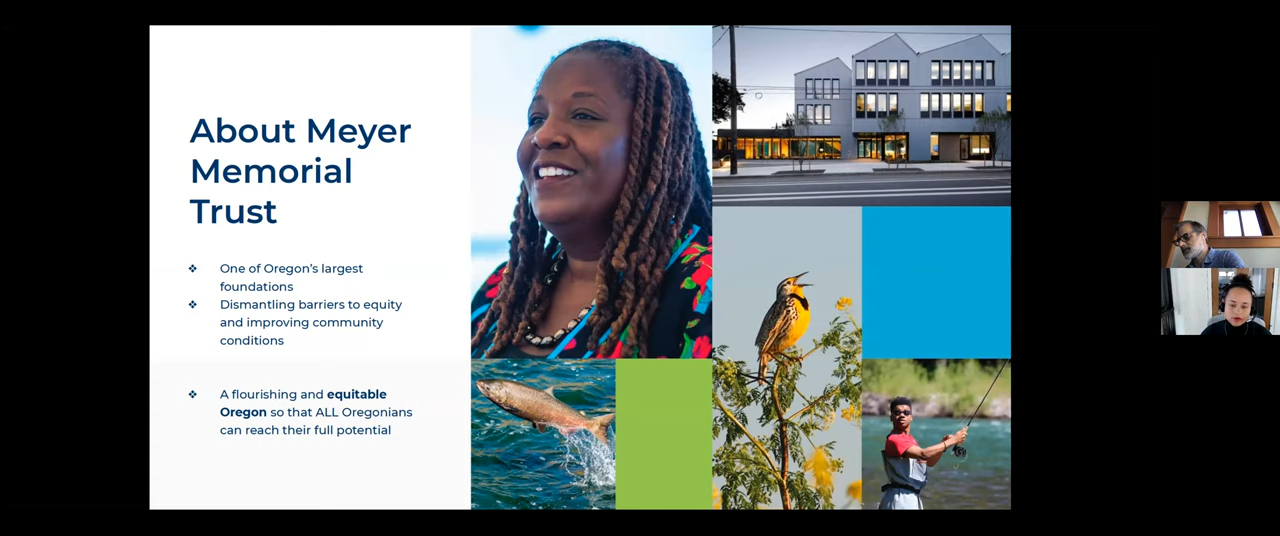 About Meyer
Memorial
Trust
❖ One of Oregon’s largest
foundations
❖ Dismantling barriers to equity
and improving community
conditions
❖ A flourishing and equitable
Oregon so that ALL Oregonians
can reach their full potential